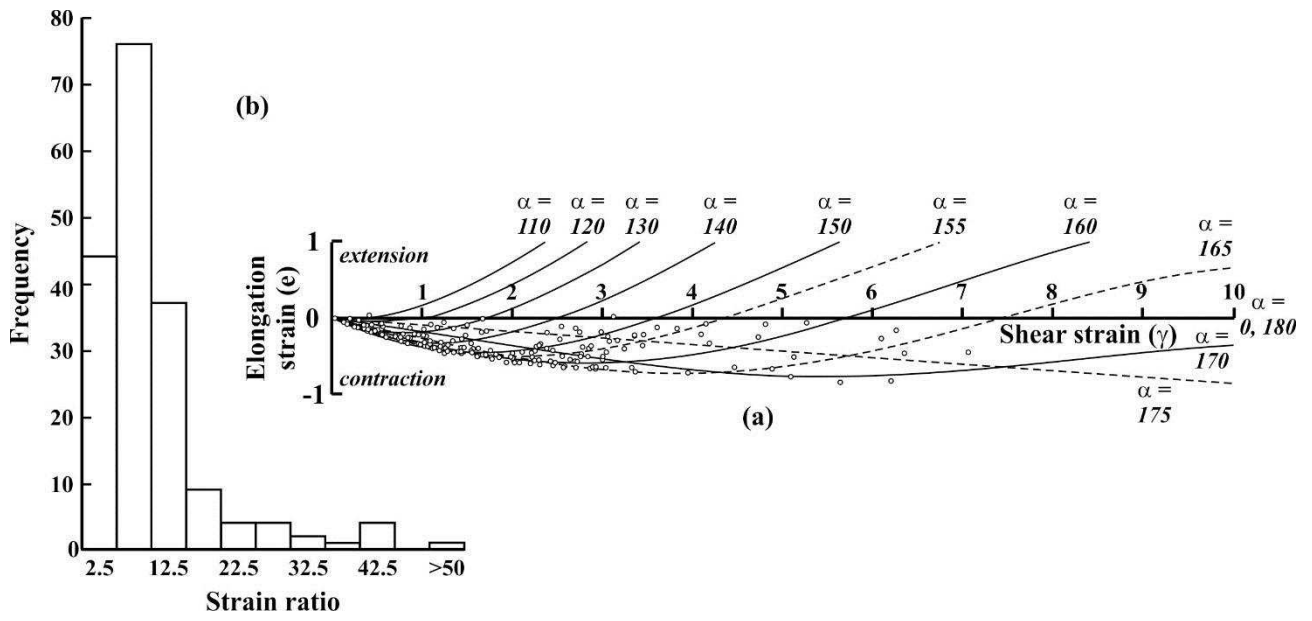 80
70
60
50
40
30
30
10
0
Frequency
2.5 12.5 22.5 32.5 42.5 >50
Strain ratio
(b)
α = 110
α = 120
α = 130
α = 140
α = 150
α = 155
α = 160
α = 165
α = 0, 180
α = 170
α = 175
1
0
-1
Elongation
strain (e)
extension
contraction
1 2 3 4 5 6 7 8 9 10
Shear strain (γ)
(a)